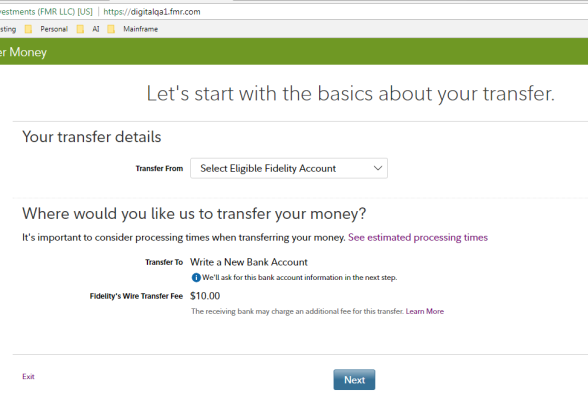 vestments (FMR LLC) [US] | https://digitalqa1.fmr.com
sting Personal AI Mainframe
er Money
Let's start with the basics about your transfer.
Your transfer details
Transfer From Select Eligible Fidelity Account
Where would you like us to transfer your money?
It's important to consider processing times when transferring your money. See estimated processing times
Transfer To Write a New Bank Account
We'll ask for this bank account information in the next step.
Fidelity's Wire Transfer Fee $10.00
The receiving bank may charge an additional fee for this transfer. Learn More
Exit Next